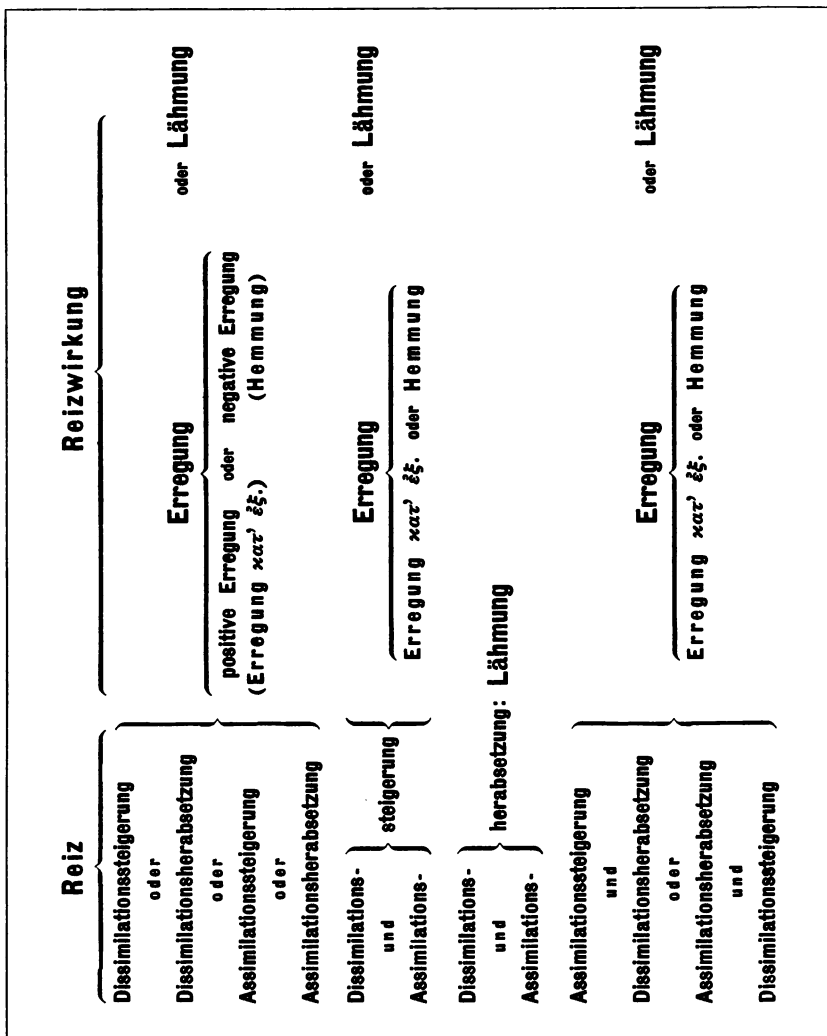 Reiz
Reizwirkung
Dissimilationssteigerung
oder
Dissimilationsherabsetzung
oder
Assimilationssteigerung
oder
Assimilationsherabsetzung
Erregung
oder Lähmung
positive Erregung oder negative Erregung
(Erregung κατ’ ἐξ.) (Hemmung)
Dissimilations-
und
Assimilations-
steigerung
Erregung
oder Lähmung
Erregung κατ’ ἐξ. oder Hemmung
Dissimilations-
und
Assimilations-
herabsetzung: Lähmung
Assimilationssteigerung
und
Dissimilationsherabsetzung
oder
Assimilationsherabsetzung
und
Dissimilationssteigerung
Erregung
oder Lähmung
Erregung κατ’ ἐξ. oder Hemmung